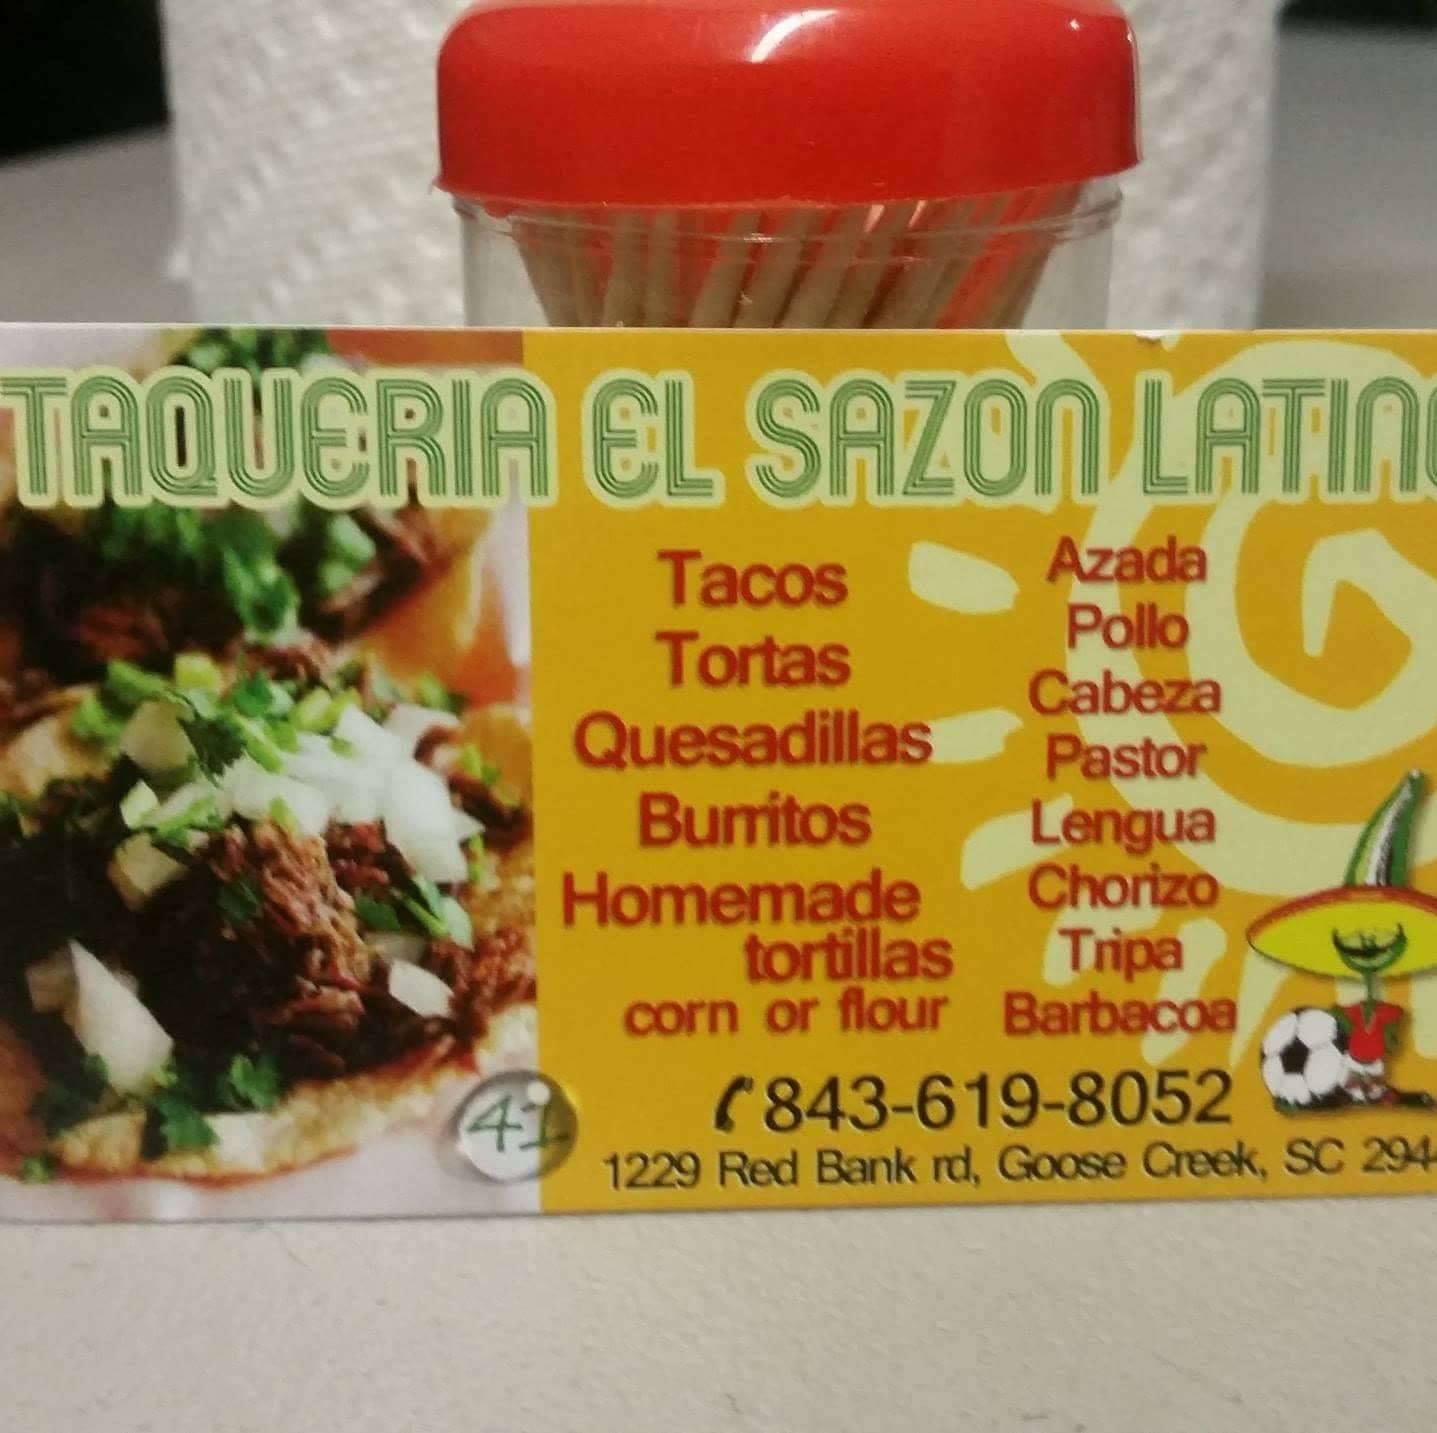 TAQUERIA EL SAZON LATIN
Tacos
Tortas
Quesadillas
Burritos
Homemade
tortillas
corn or flour
Azada
Pollo
Cabeza
Pastor
Lengua
Chorizo
Tripa
Barbacoa
843-619-8052
1229 Red Bank rd, Goose Creek, SC 294
41